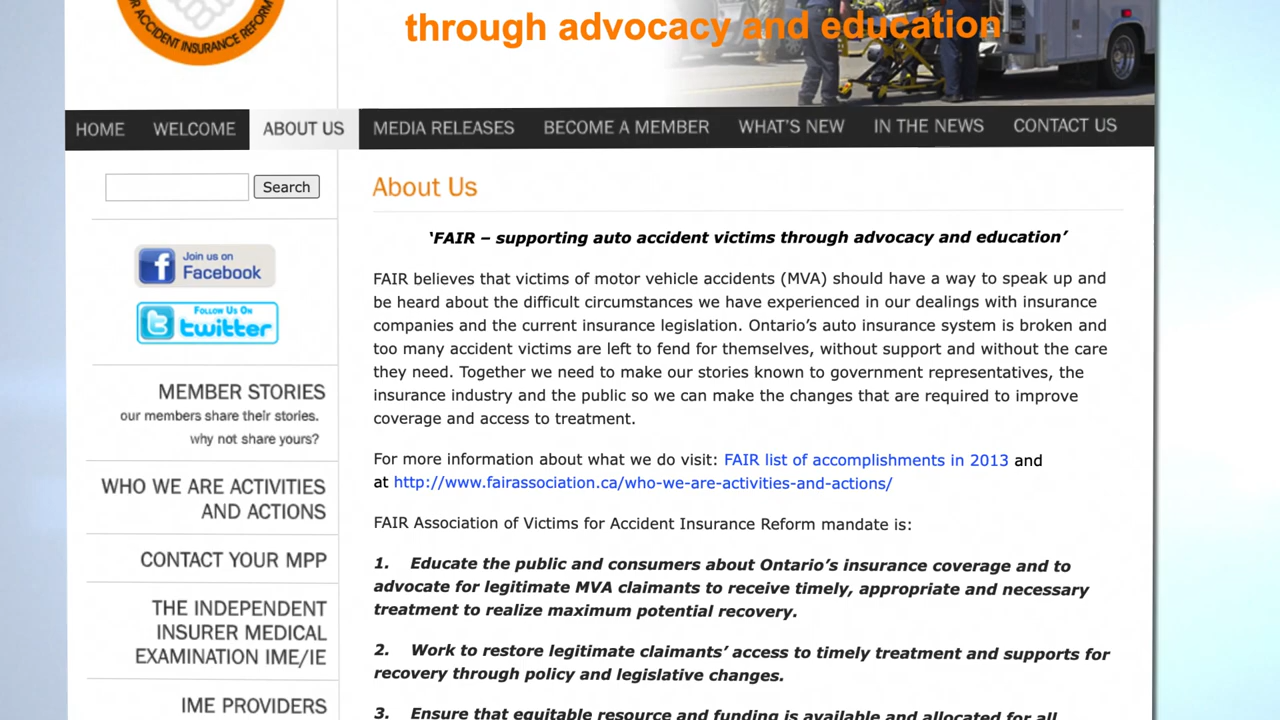 R ACCIDENT INSURANCE REFORM
through advocacy and education
HOME WELCOME ABOUT US MEDIA RELEASES BECOME A MEMBER WHAT'S NEW IN THE NEWS CONTACT US
Search
Join us on
Facebook
FOLLOW US ON
twitter
MEMBER STORIES
our members share their stories.
why not share yours?
WHO WE ARE ACTIVITIES
AND ACTIONS
CONTACT YOUR MPP
THE INDEPENDENT
INSURER MEDICAL
EXAMINATION IME/IE
IME PROVIDERS
About Us
‘FAIR – supporting auto accident victims through advocacy and education’
FAIR believes that victims of motor vehicle accidents (MVA) should have a way to speak up and
be heard about the difficult circumstances we have experienced in our dealings with insurance
companies and the current insurance legislation. Ontario’s auto insurance system is broken and
too many accident victims are left to fend for themselves, without support and without the care
they need. Together we need to make our stories known to government representatives, the
insurance industry and the public so we can make the changes that are required to improve
coverage and access to treatment.
For more information about what we do visit: FAIR list of accomplishments in 2013 and
at http://www.fairassociation.ca/who-we-are-activities-and-actions/
FAIR Association of Victims for Accident Insurance Reform mandate is:
1. Educate the public and consumers about Ontario’s insurance coverage and to
advocate for legitimate MVA claimants to receive timely, appropriate and necessary
treatment to realize maximum potential recovery.
2. Work to restore legitimate claimants’ access to timely treatment and supports for
recovery through policy and legislative changes.
3. Ensure that equitable resource and funding is available and allocated for all